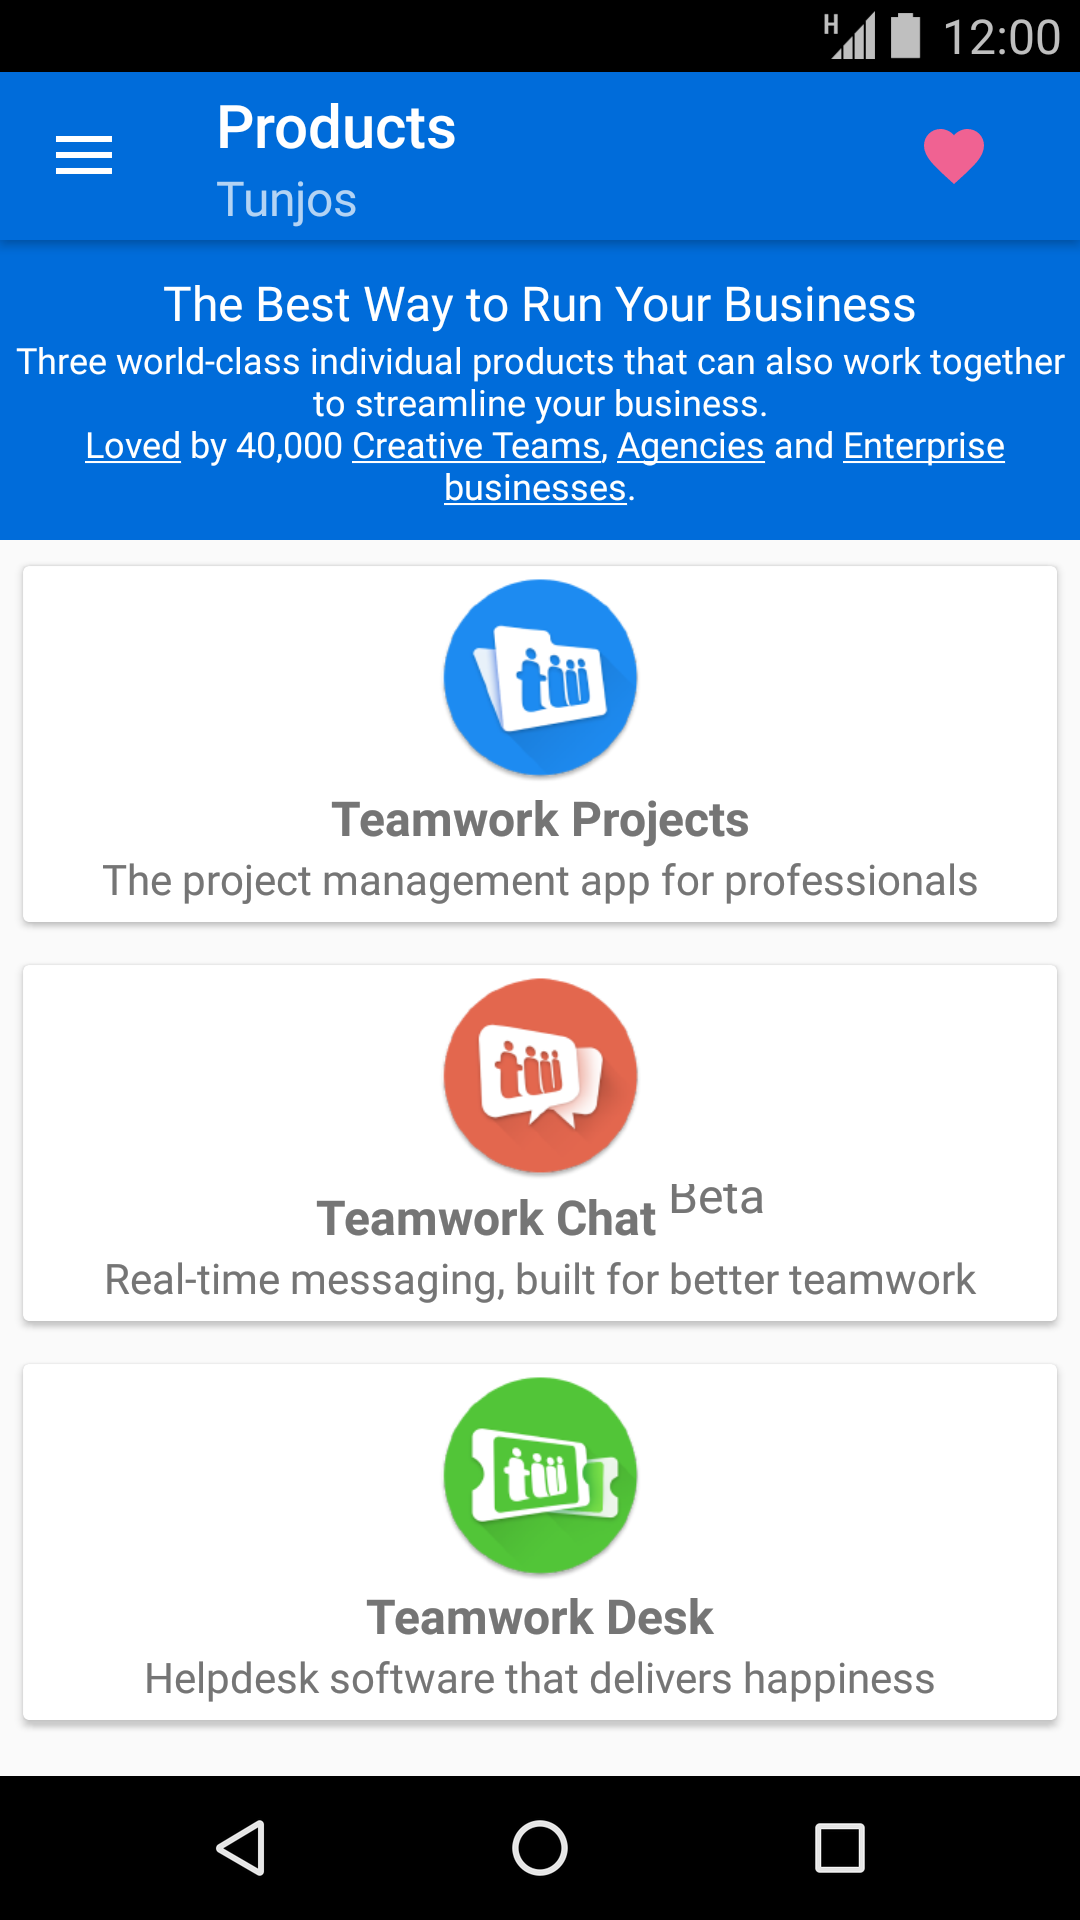 H 12:00
Products
Tunjos
The Best Way to Run Your Business
Three world-class individual products that can also work together
to streamline your business.
Loved by 40,000 Creative Teams, Agencies and Enterprise
businesses.
Teamwork Projects
The project management app for professionals
Teamwork Chat Beta
Real-time messaging, built for better teamwork
Teamwork Desk
Helpdesk software that delivers happiness